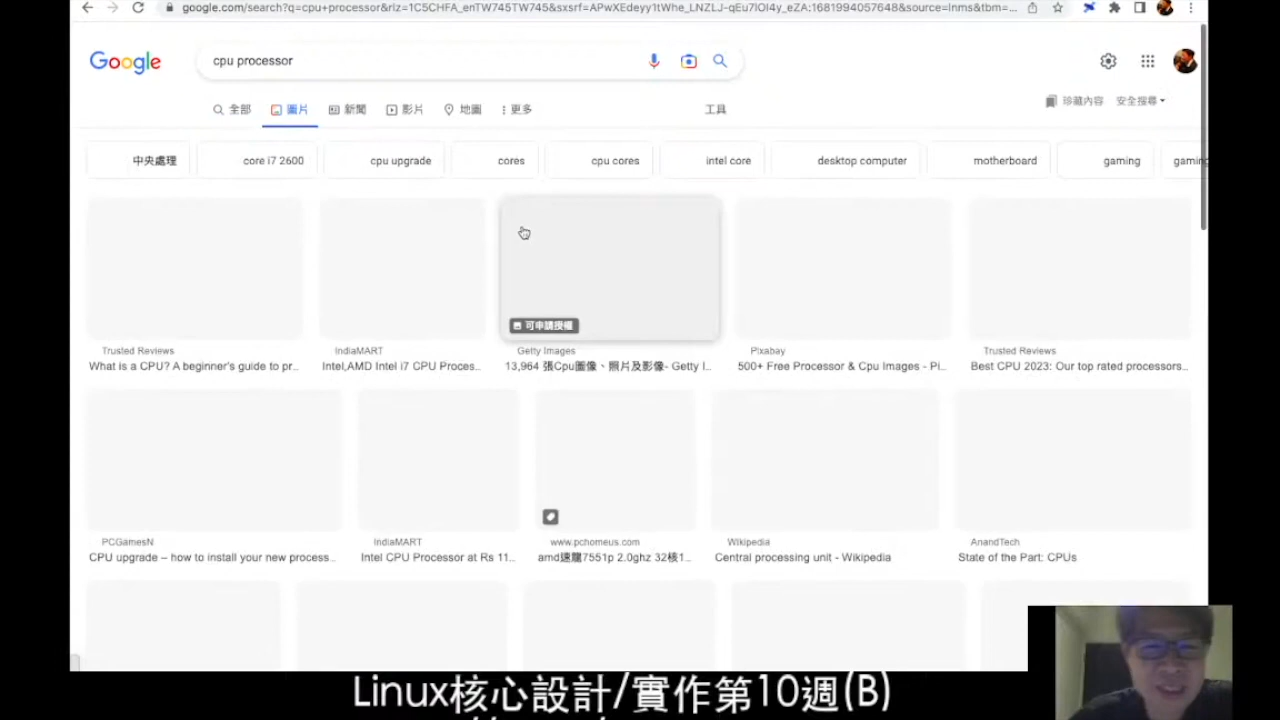 google.com/search?q=cpu+processor&rlz=1C5CHFA_enTW745TW745&sxsrf=APwXEdeyy1tWhe_LNZLJ-qEu7lOI4y_eZA:1681994057648&source=lnms&tbm=...
Google
cpu processor
全部 圖片 新聞 影片 地圖 更多 工具
珍藏內容 安全搜尋
中央處理 core i7 2600 cpu upgrade cores cpu cores intel core desktop computer motherboard gaming gaming
可申請授權
Trusted Reviews IndiaMART Getty Images Pixabay Trusted Reviews
What is a CPU? A beginner's guide to pr... Intel,AMD Intel i7 CPU Proces... 13,964 張Cpu圖像、照片及影像- Getty I... 500+ Free Processor & Cpu Images - Pi... Best CPU 2023: Our top rated processors...
PCGamesN IndiaMART www.pchomeus.com Wikipedia AnandTech
CPU upgrade – how to install your new process... Intel CPU Processor at Rs 11... amd速龍7551p 2.0ghz 32核1... Central processing unit - Wikipedia State of the Part: CPUs
Linux核心設計/實作第10週(B)